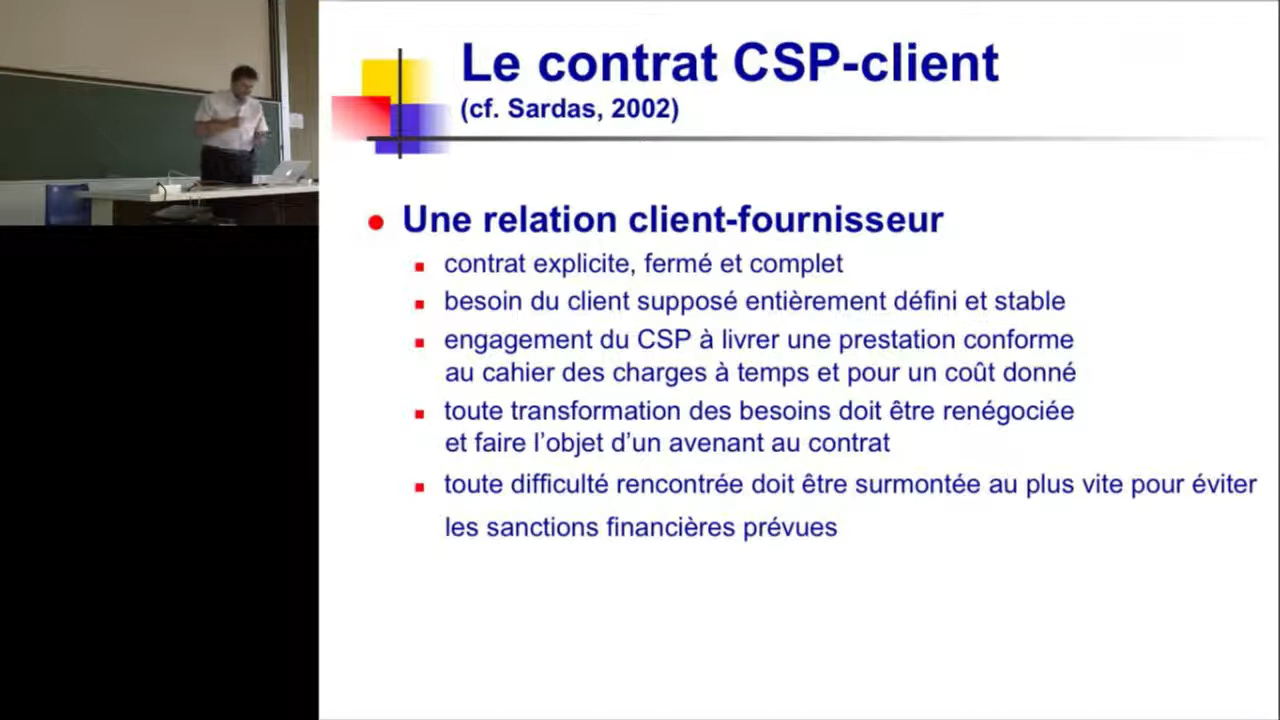 Le contrat CSP-client
(cf. Sardas, 2002)
Une relation client-fournisseur
contrat explicite, fermé et complet
besoin du client supposé entièrement défini et stable
engagement du CSP à livrer une prestation conforme
au cahier des charges à temps et pour un coût donné
toute transformation des besoins doit être renégociée
et faire l’objet d’un avenant au contrat
toute difficulté rencontrée doit être surmontée au plus vite pour éviter
les sanctions financières prévues